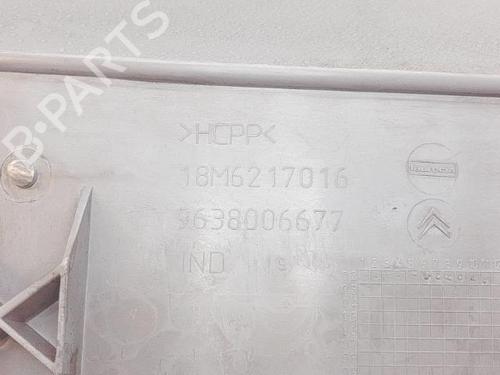 B-PARTS
>HCPP<
18M6217016
9638006677
IND